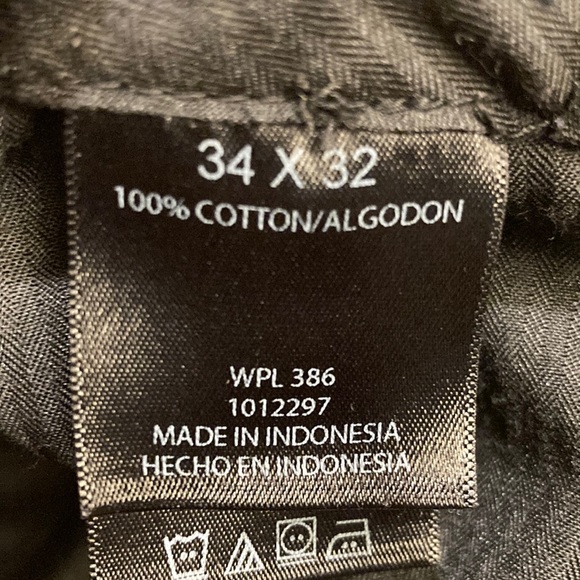 34 X 32
100% COTTON/ALGODON
WPL 386
1012297
MADE IN INDONESIA
HECHO EN INDONESIA